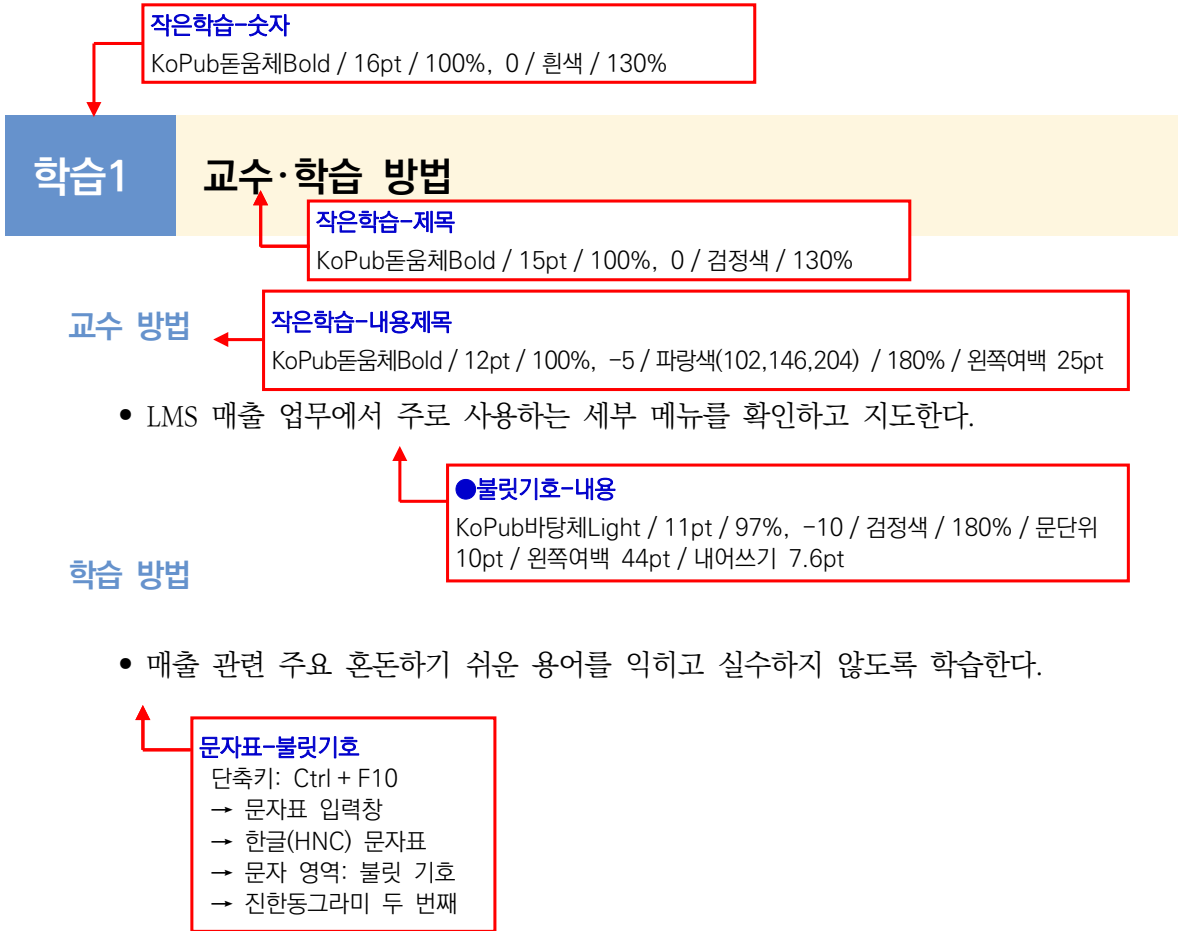 작은학습-숫자
KoPub돋움체Bold / 16pt / 100%, 0 / 흰색 / 130%
학습1 교수·학습 방법
작은학습-제목
KoPub돋움체Bold / 15pt / 100%, 0 / 검정색 / 130%
교수 방법
작은학습-내용제목
KoPub돋움체Bold / 12pt / 100%, -5 / 파랑색(102,146,204) / 180% / 왼쪽여백 25pt
• LMS 매출 업무에서 주로 사용하는 세부 메뉴를 확인하고 지도한다.
●불릿기호-내용
KoPub바탕체Light / 11pt / 97%, -10 / 검정색 / 180% / 문단위
10pt / 왼쪽여백 44pt / 내어쓰기 7.6pt
학습 방법
• 매출 관련 주요 혼돈하기 쉬운 용어를 익히고 실수하지 않도록 학습한다.
문자표-불릿기호
단축키: Ctrl + F10
→ 문자표 입력창
→ 한글(HNC) 문자표
→ 문자 영역: 불릿 기호
→ 진한동그라미 두 번째